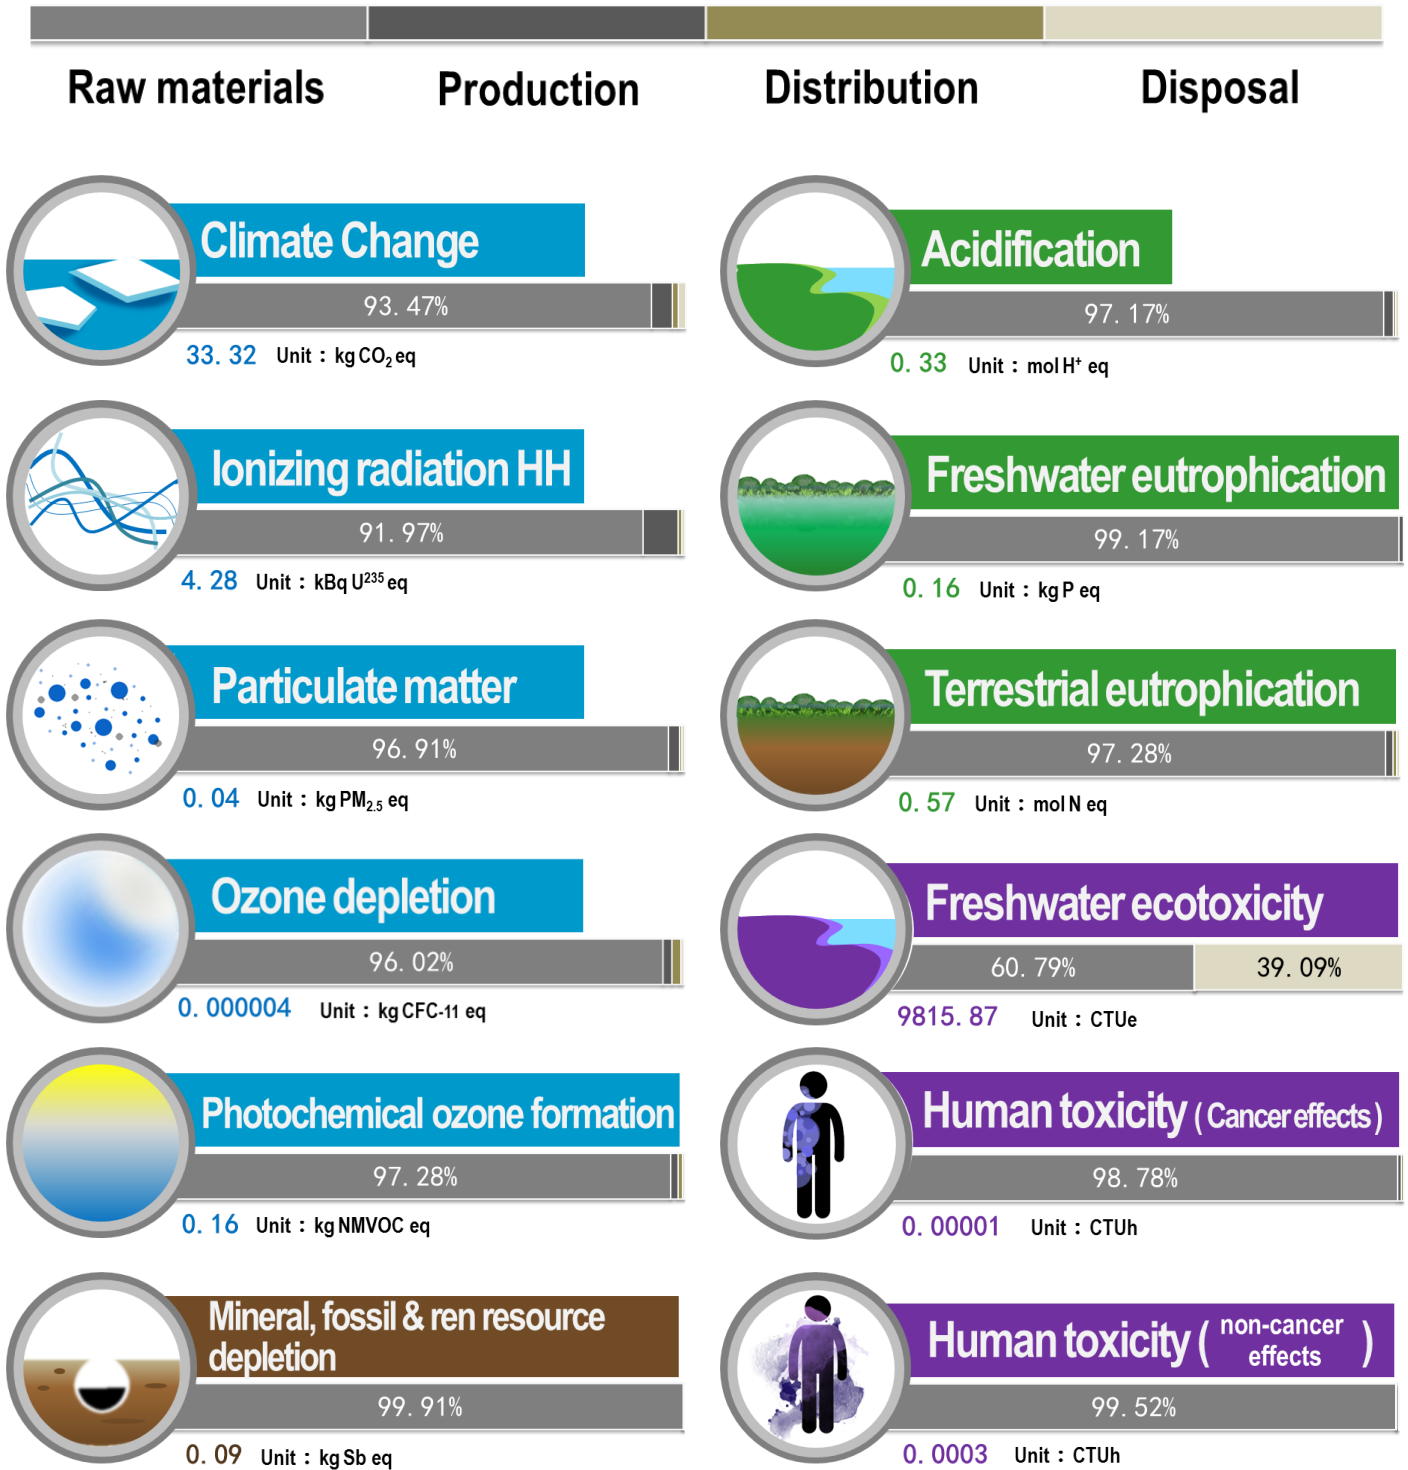 Raw materials
Production
Distribution
Disposal
Climate Change
93.47%
33.32 Unit : kg CO₂ eq
Ionizing radiation HH
91.97%
4.28 Unit : kBq U²³⁵ eq
Particulate matter
96.91%
0.04 Unit : kg PM₂.₅ eq
Ozone depletion
96.02%
0.000004 Unit : kg CFC-11 eq
Photochemical ozone formation
97.28%
0.16 Unit : kg NMVOC eq
Mineral, fossil & ren resource
depletion
99.91%
0.09 Unit : kg Sb eq
Acidification
97.17%
0.33 Unit : mol H⁺ eq
Freshwater eutrophication
99.17%
0.16 Unit : kg P eq
Terrestrial eutrophication
97.28%
0.57 Unit : mol N eq
Freshwater ecotoxicity
60.79% 39.09%
9815.87 Unit : CTUe
Human toxicity ( Cancer effects )
98.78%
0.00001 Unit : CTUh
Human toxicity ( non-cancer effects )
99.52%
0.0003 Unit : CTUh